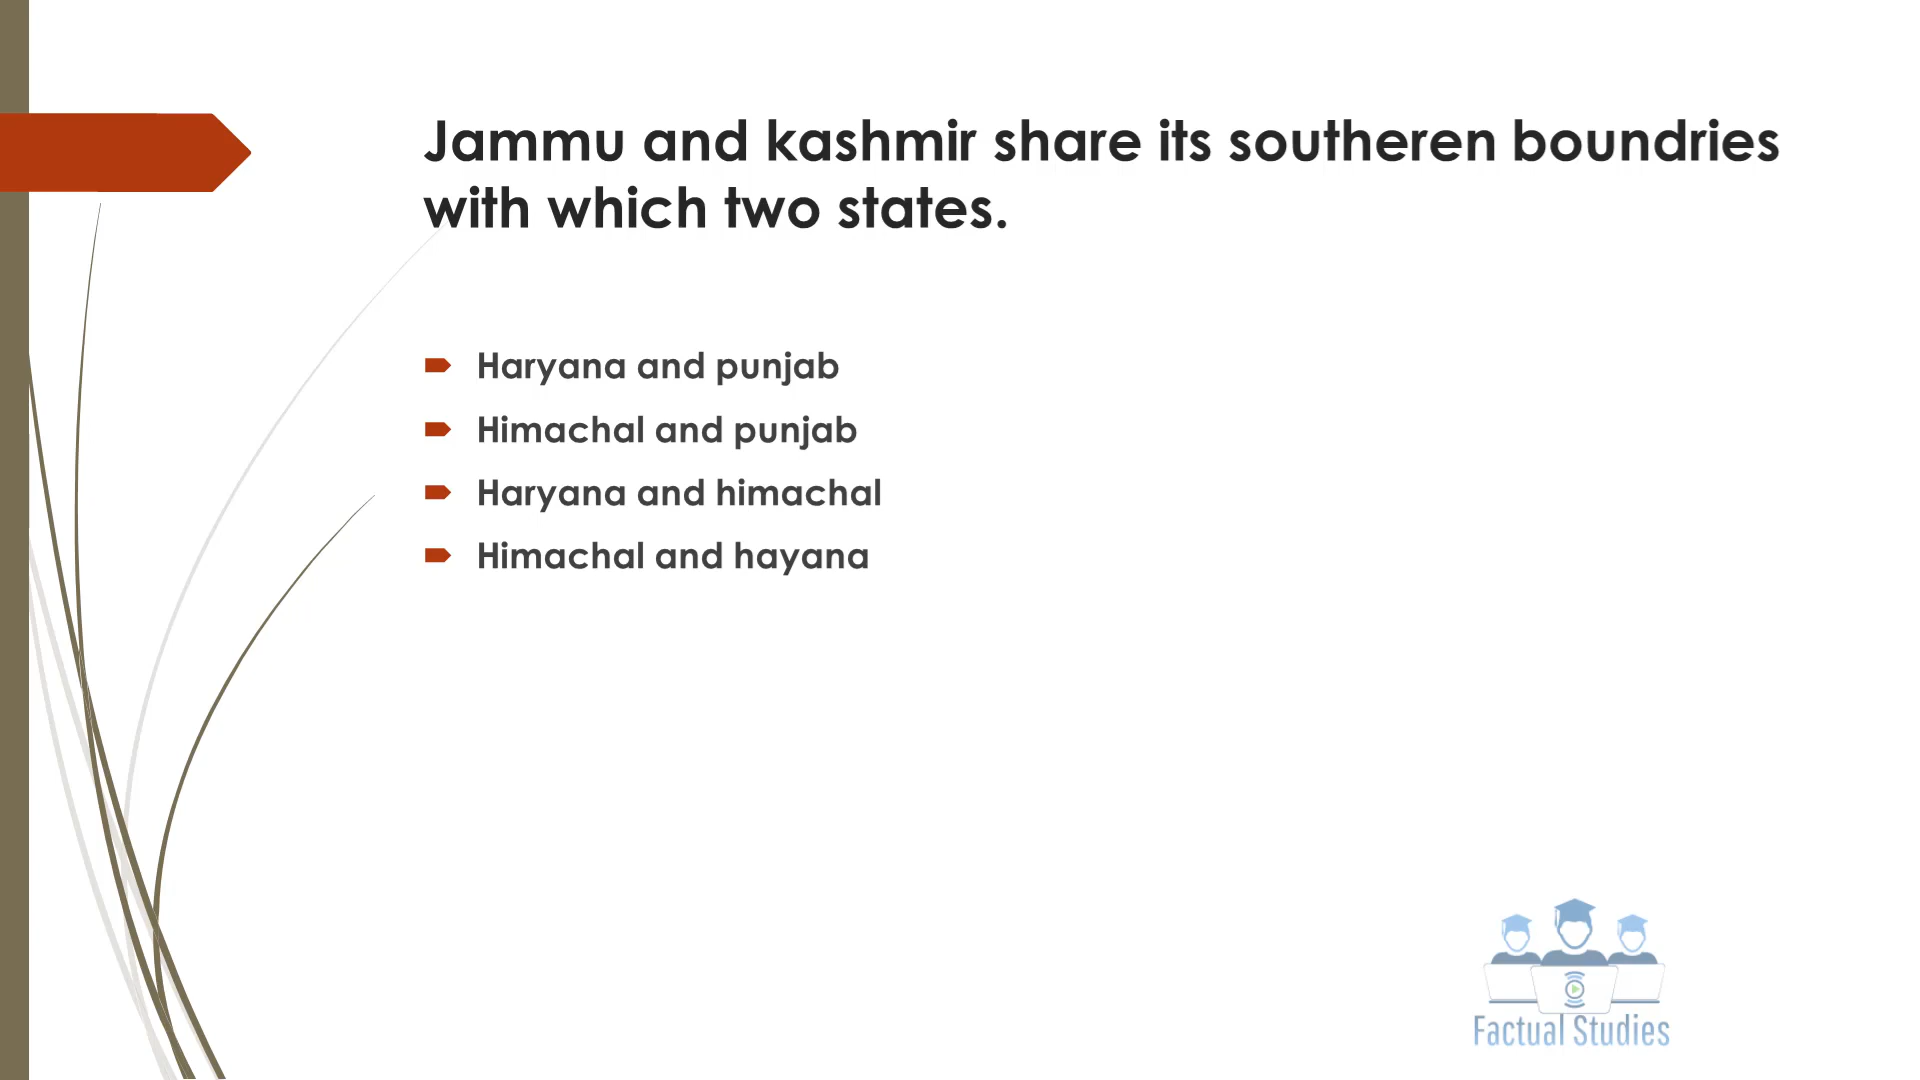 Jammu and kashmir share its southeren boundries
with which two states.
Haryana and punjab
Himachal and punjab
Haryana and himachal
Himachal and hayana
Factual Studies